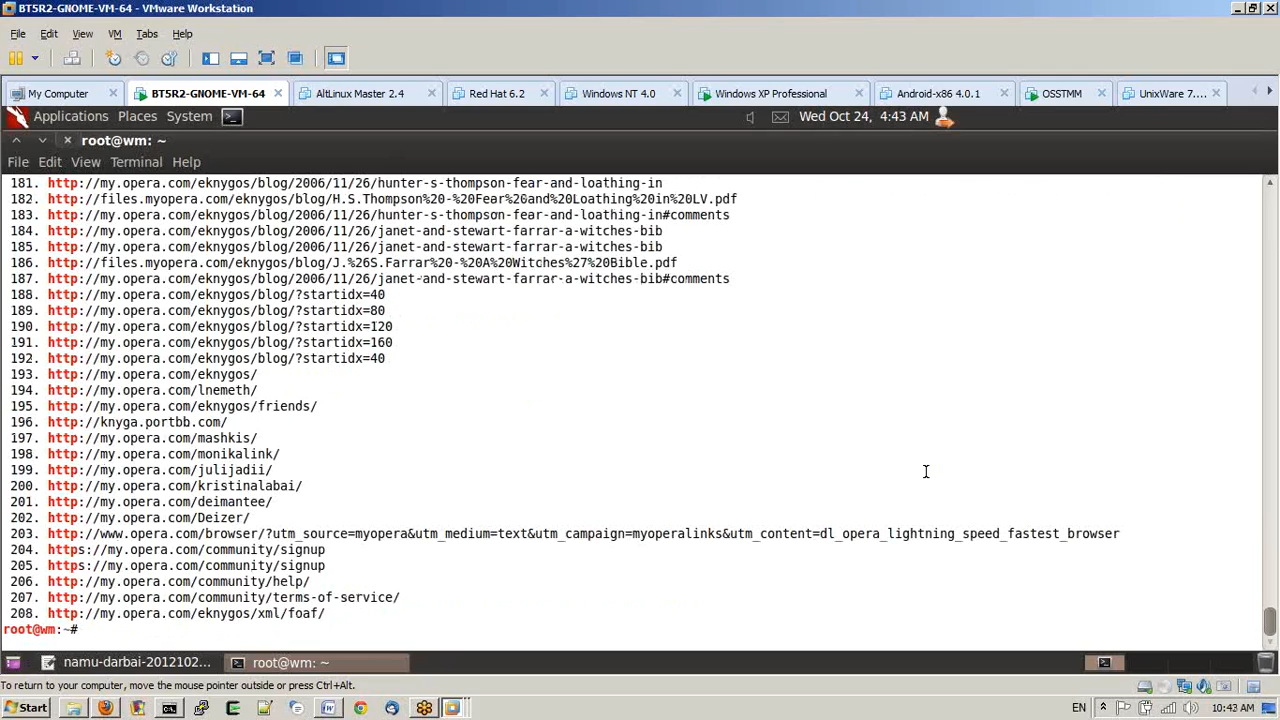 BT5R2-GNOME-VM-64 - VMware Workstation
File Edit View VM Tabs Help
My Computer BT5R2-GNOME-VM-64 AltLinux Master 2.4 Red Hat 6.2 Windows NT 4.0 Windows XP Professional Android-x86 4.0.1 OSSTMM UnixWare 7....
Applications Places System Wed Oct 24, 4:43 AM
root@wm: ~
File Edit View Terminal Help
181. http://my.opera.com/eknygos/blog/2006/11/26/hunter-s-thompson-fear-and-loathing-in
182. http://files.myopera.com/eknygos/blog/H.S.Thompson%20-%20Fear%20and%20Loathing%20in%20LV.pdf
183. http://my.opera.com/eknygos/blog/2006/11/26/hunter-s-thompson-fear-and-loathing-in#comments
184. http://my.opera.com/eknygos/blog/2006/11/26/janet-and-stewart-farrar-a-witches-bib
185. http://my.opera.com/eknygos/blog/2006/11/26/janet-and-stewart-farrar-a-witches-bib
186. http://files.myopera.com/eknygos/blog/J.%26S.Farrar%20-%20A%20Witches%27%20Bible.pdf
187. http://my.opera.com/eknygos/blog/2006/11/26/janet-and-stewart-farrar-a-witches-bib#comments
188. http://my.opera.com/eknygos/blog/?startidx=40
189. http://my.opera.com/eknygos/blog/?startidx=80
190. http://my.opera.com/eknygos/blog/?startidx=120
191. http://my.opera.com/eknygos/blog/?startidx=160
192. http://my.opera.com/eknygos/blog/?startidx=40
193. http://my.opera.com/eknygos/
194. http://my.opera.com/lnemeth/
195. http://my.opera.com/eknygos/friends/
196. http://knyga.portbb.com/
197. http://my.opera.com/mashkis/
198. http://my.opera.com/monikalink/
199. http://my.opera.com/julijadii/
200. http://my.opera.com/kristinalabai/
201. http://my.opera.com/deimantee/
202. http://my.opera.com/Deizer/
203. http://www.opera.com/browser/?utm_source=myopera&utm_medium=text&utm_campaign=myoperalinks&utm_content=dl_opera_lightning_speed_fastest_browser
204. https://my.opera.com/community/signup
205. https://my.opera.com/community/signup
206. http://my.opera.com/community/help/
207. http://my.opera.com/community/terms-of-service/
208. http://my.opera.com/eknygos/xml/foaf/
root@wm:~#
namu-darbai-2012102... root@wm: ~
To return to your computer, move the mouse pointer outside or press Ctrl+Alt.
Start EN 10:43 AM